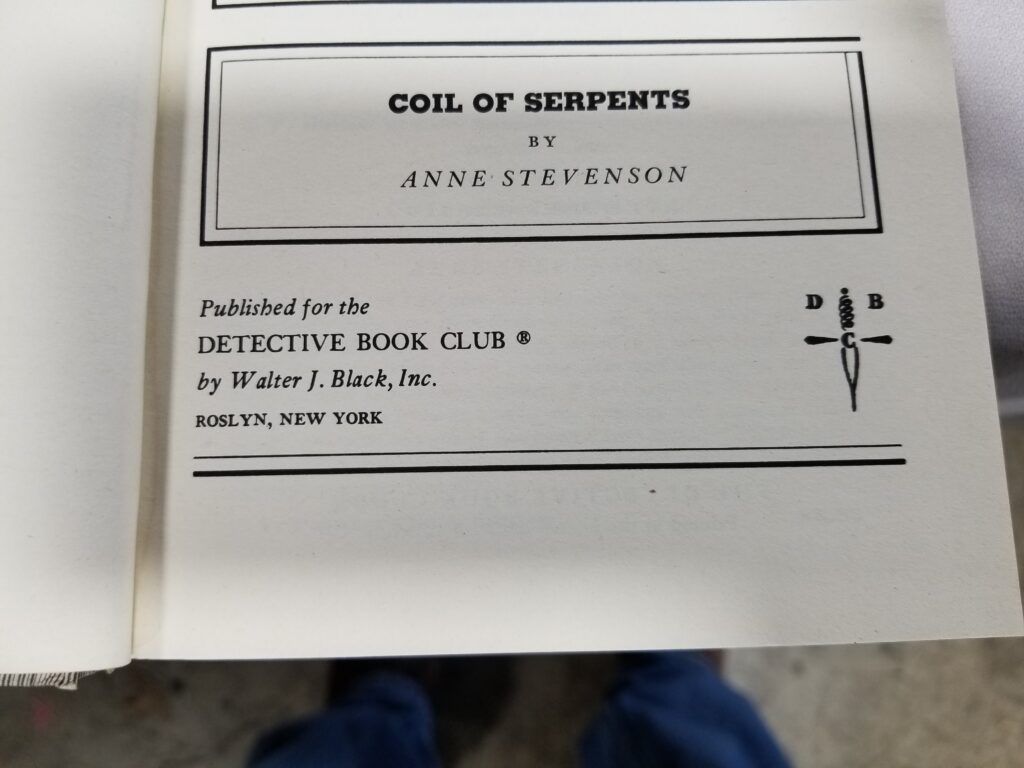 COIL OF SERPENTS
BY
ANNE STEVENSON
Published for the
DETECTIVE BOOK CLUB ®
by Walter J. Black, Inc.
ROSLYN, NEW YORK
D B
C